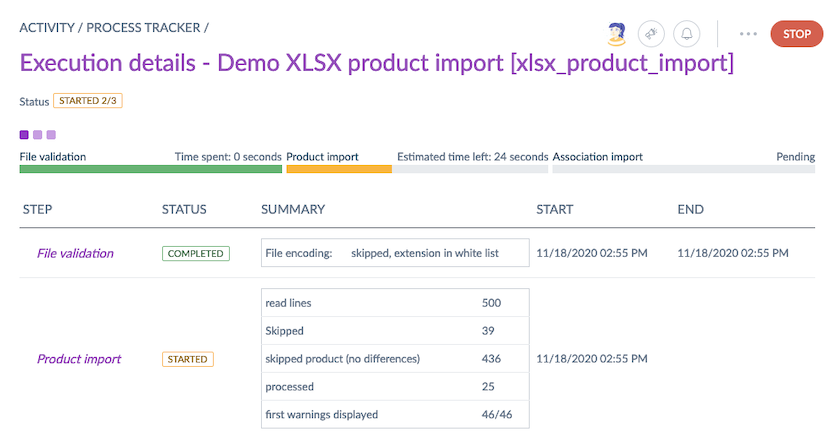 ACTIVITY / PROCESS TRACKER /
STOP
Execution details - Demo XLSX product import [xlsx_product_import]
Status STARTED 2/3
File validation Time spent: 0 seconds Product import Estimated time left: 24 seconds Association import Pending
STEP STATUS SUMMARY START END
File validation COMPLETED File encoding: skipped, extension in white list 11/18/2020 02:55 PM 11/18/2020 02:55 PM
read lines 500
Skipped 39
skipped product (no differences) 436
Product import STARTED 11/18/2020 02:55 PM
processed 25
first warnings displayed 46/46